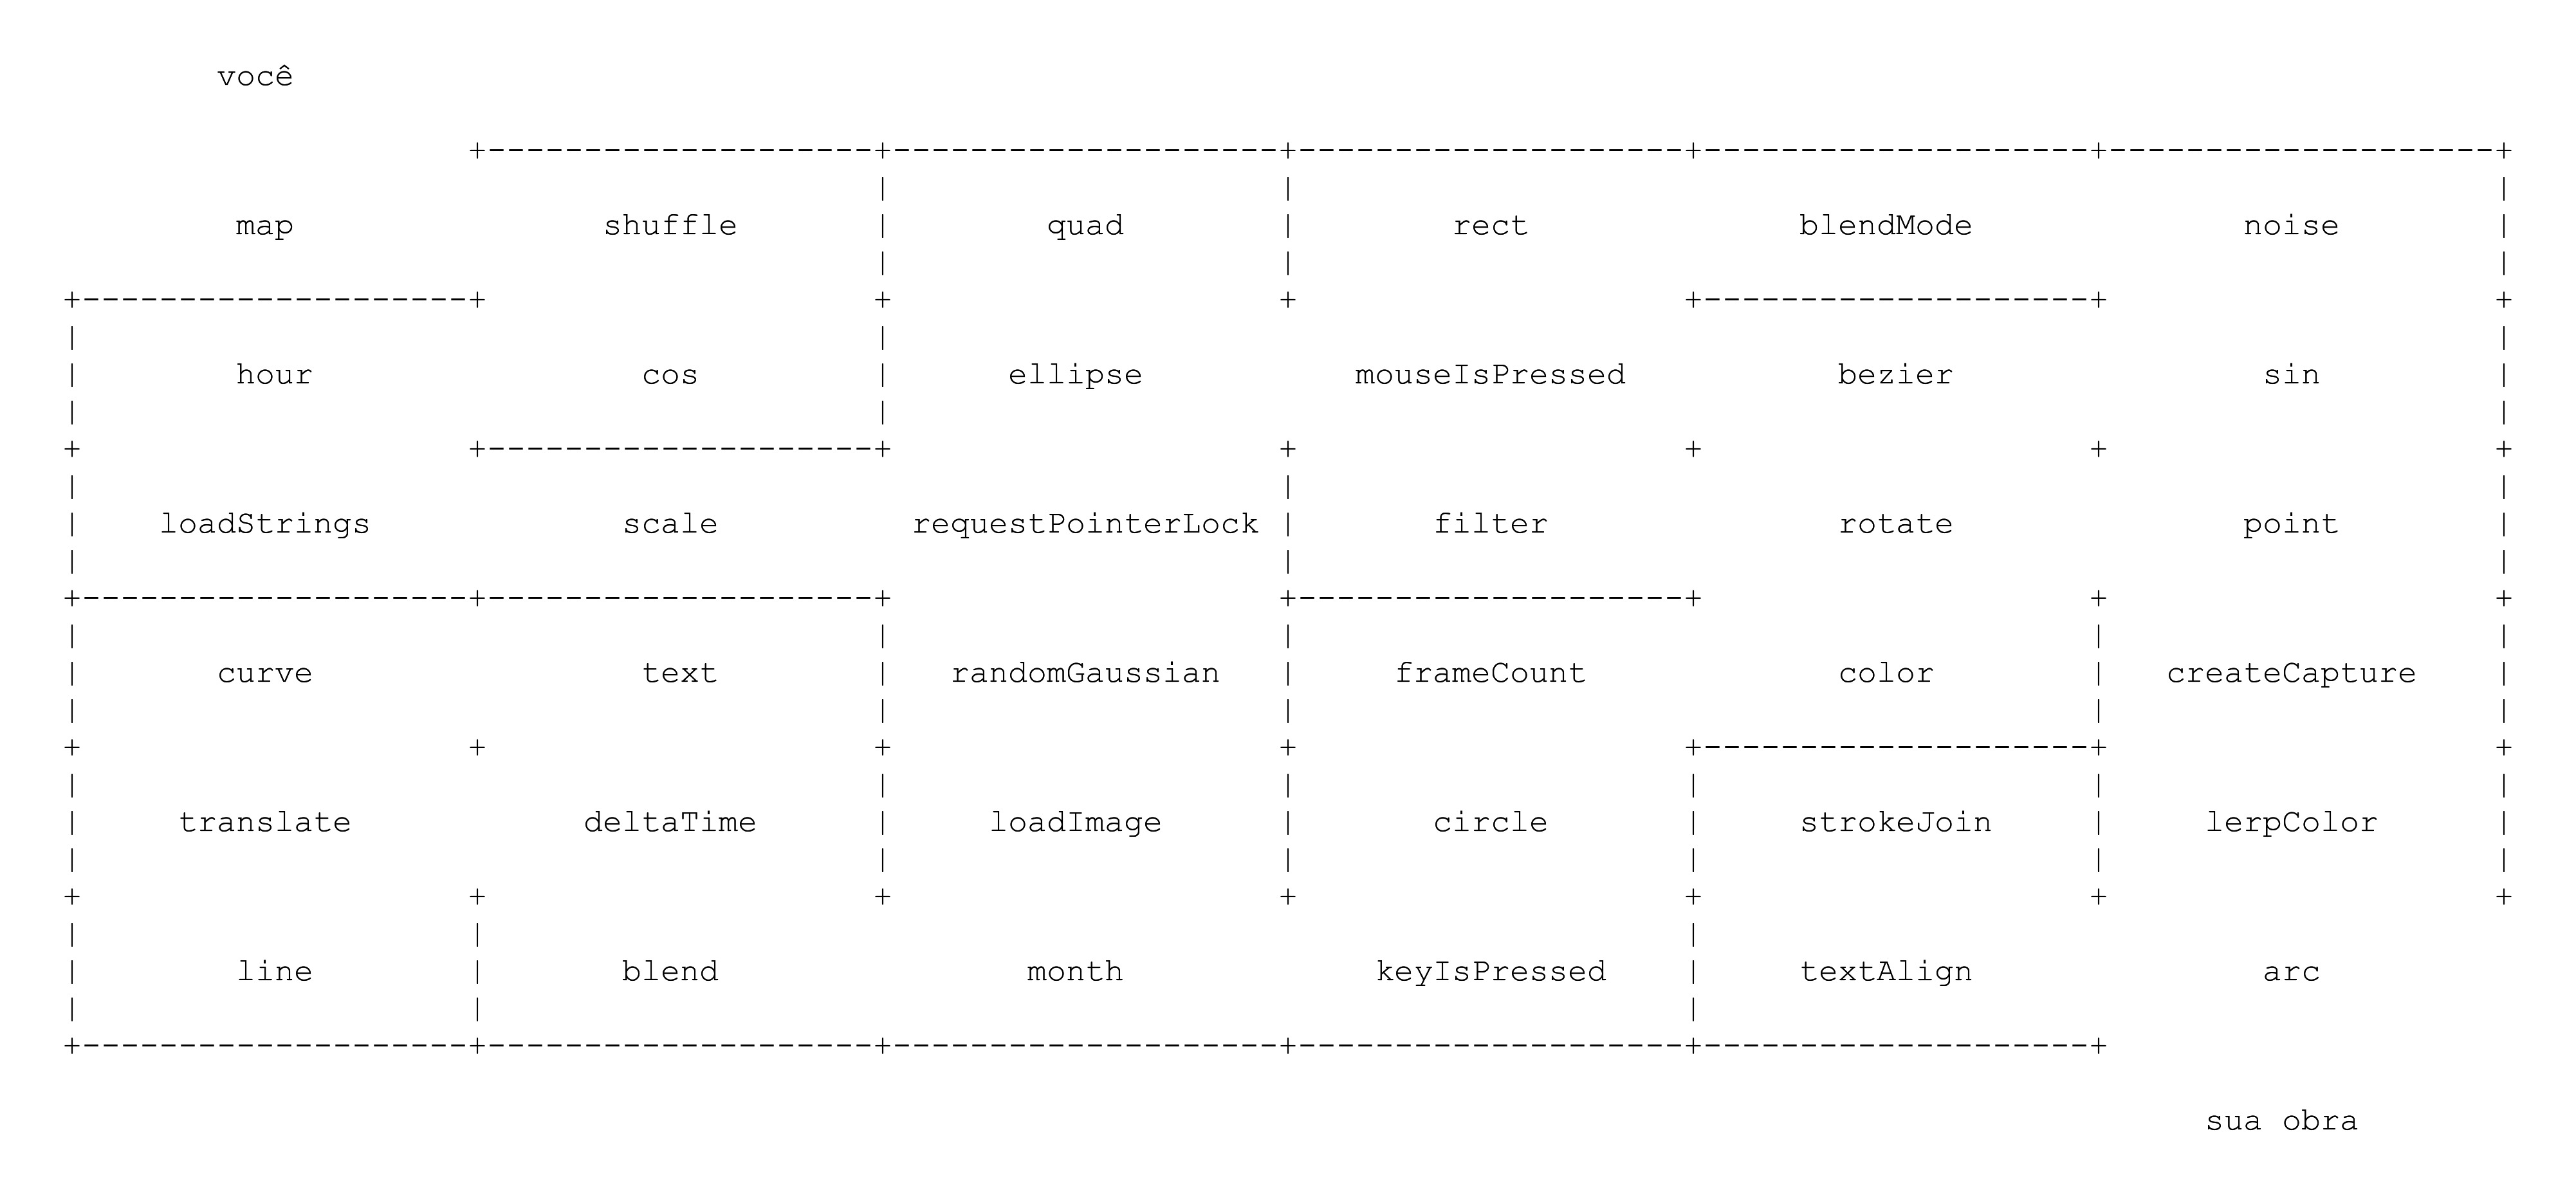 você
map shuffle quad rect blendMode noise
hour cos ellipse mouseIsPressed bezier sin
loadStrings scale requestPointerLock filter rotate point
curve text randomGaussian frameCount color createCapture
translate deltaTime loadImage circle strokeJoin lerpColor
line blend month keyIsPressed textAlign arc
sua obra